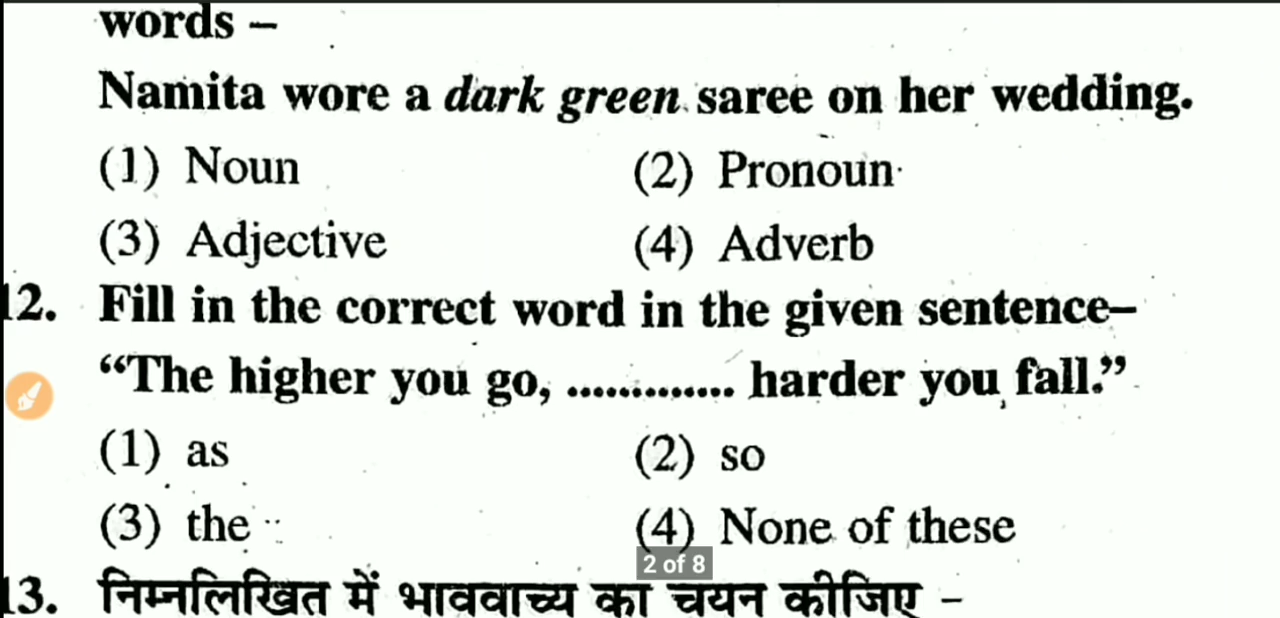 words –
Namita wore a dark green saree on her wedding.
(1) Noun (2) Pronoun
(3) Adjective (4) Adverb
12. Fill in the correct word in the given sentence–
“The higher you go, ............. harder you fall.”
(1) as (2) so
(3) the (4) None of these
2 of 8
13. निम्नलिखित में भाववाच्य का चयन कीजिए –